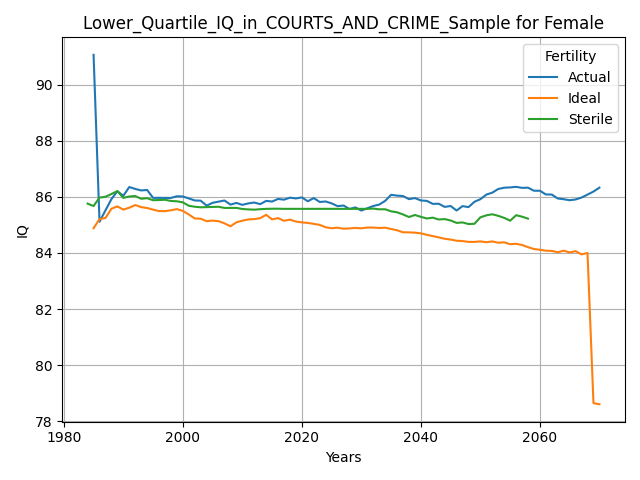 Lower_Quartile_IQ_in_COURTS_AND_CRIME_Sample for Female
Fertility
Actual
Ideal
Sterile
IQ
90
88
86
84
82
80
78
1980
2000
2020
2040
2060
Years